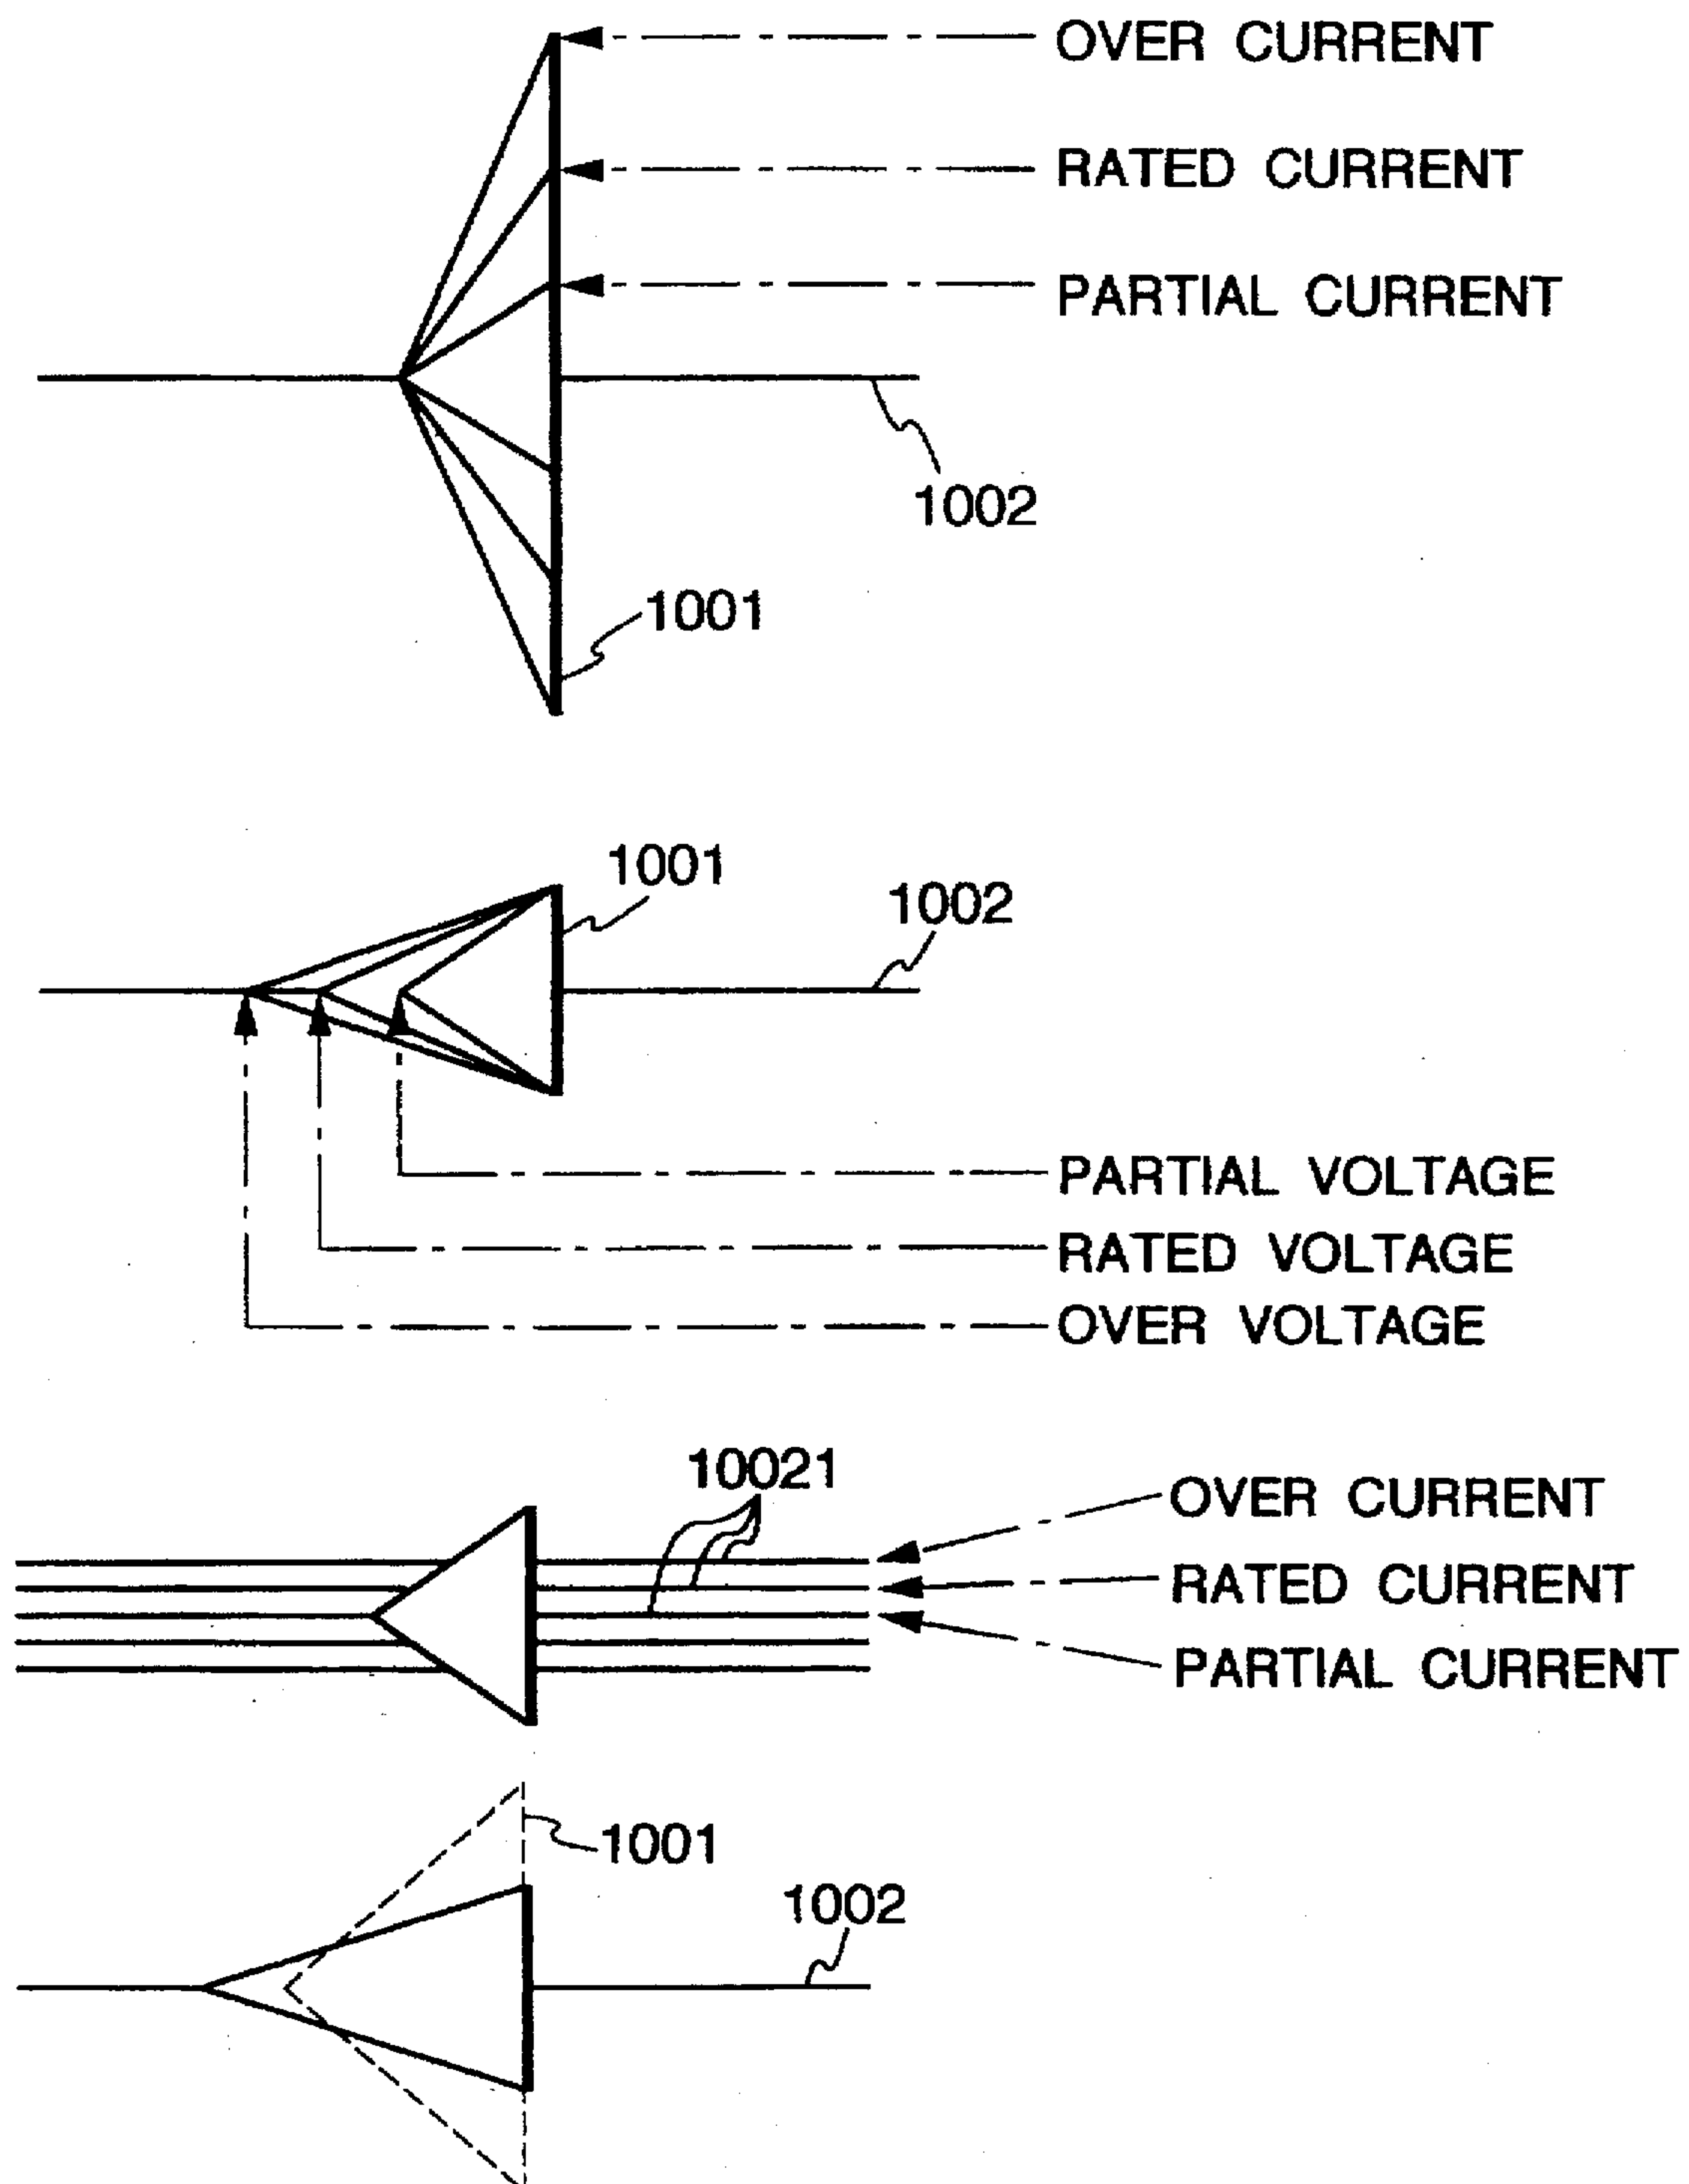 OVER CURRENT
RATED CURRENT
PARTIAL CURRENT
1002
1001
1001
1002
PARTIAL VOLTAGE
RATED VOLTAGE
OVER VOLTAGE
10021
OVER CURRENT
RATED CURRENT
PARTIAL CURRENT
1001
1002